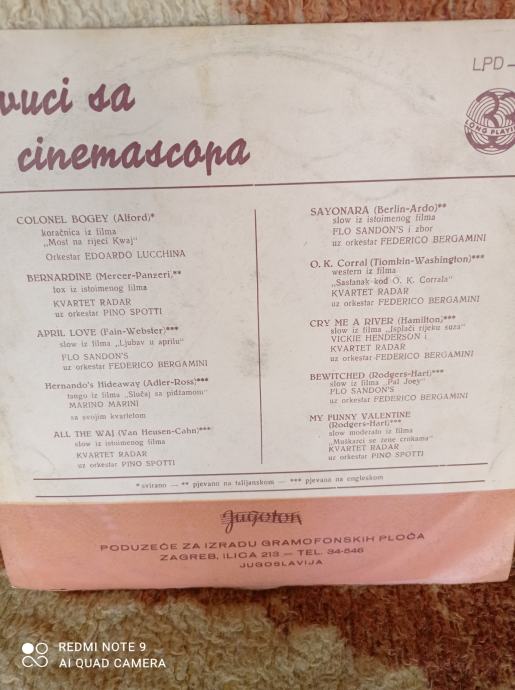 vuci sa
cinemascopa
LPD-
33
LONG PLAYING
COLONEL BOGEY (Alford)*
koračnica iz filma
„Most na rijeci Kwaj“
Orkestar EDOARDO LUCCHINA
BERNARDINE (Mercer-Panzeri,**
fox iz istoimenog filma
KVARTET RADAR
uz orkestar PINO SPOTTI
APRIL LOVE (Fain-Webster)***
slow iz filma „Ljubav u aprilu“
FLO SANDON'S
uz orkestar FEDERICO BERGAMINI
Hernando's Hideaway (Adler-Ross)***
tango iz filma „Slučaj sa pidžamom“
MARINO MARINI
sa svojim kvartetom
ALL THE WAJ (Van Heusen-Cahn)***
slow iz istoimenog filma
KVARTET RADAR
uz orkestar PINO SPOTTI
SAYONARA (Berlin-Ardo)**
slow iz istoimenog filma
FLO SANDON'S i zbor
uz orkestar FEDERICO BERGAMINI
O. K. Corral (Tiomkin-Washington)***
western iz filma
„Sastanak kod O. K. Corrala“
KVARTET RADAR
uz orkestar FEDERICO BERGAMINI
CRY ME A RIVER (Hamilton)***
slow iz filma „Isplači rijeku suza“
VICKIE HENDERSON i
KVARTET RADAR
uz orkestar FEDERICO BERGAMINI
BEWITCHED (Rodgers-Hart)***
slow iz filma „Pal Joey“
FLO SANDON'S
uz orkestar FEDERICO BERGAMINI
MY FUNNY VALENTINE
(Rodgers-Hart)***
slow moderato iz filma
„Muškarci se žene crnkama“
KVARTET RADAR
uz orkestar PINO SPOTTI
* svirano — ** pjevano na talijanskom — *** pjevana na engleskom
Jugoton
PODUZEĆE ZA IZRADU GRAMOFONSKIH PLOČA
ZAGREB, ILICA 213 — TEL. 34-546
JUGOSLAVIJA
REDMI NOTE 9
AI QUAD CAMERA